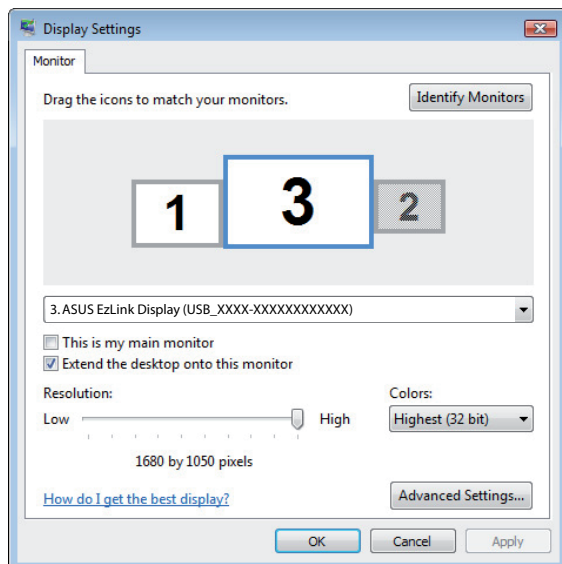 Display Settings
Monitor
Drag the icons to match your monitors.
Identify Monitors
1 3 2
3. ASUS EzLink Display (USB_XXXX-XXXXXXXXXXXX)
This is my main monitor
Extend the desktop onto this monitor
Resolution:
Colors:
Low High
Highest (32 bit)
1680 by 1050 pixels
How do I get the best display?
Advanced Settings...
OK Cancel Apply